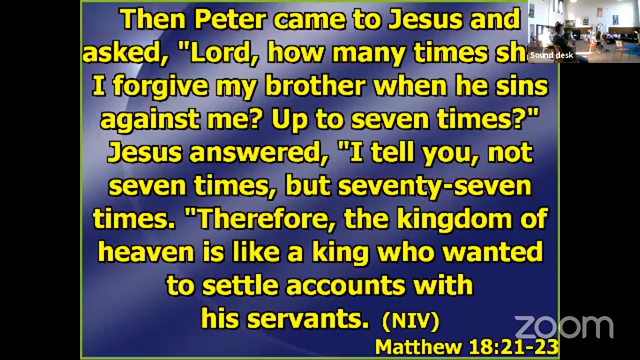 Then Peter came to Jesus and
asked, "Lord, how many times sh
I forgive my brother when he sins
against me? Up to seven times?"
Jesus answered, "I tell you, not
seven times, but seventy-seven
times. "Therefore, the kingdom of
heaven is like a king who wanted
to settle accounts with
his servants. (NIV)
Matthew 18:21-23
Sound desk
zoom